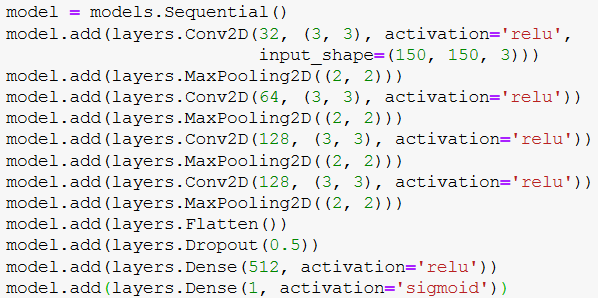 model = models.Sequential()
model.add(layers.Conv2D(32, (3, 3), activation='relu',
                        input_shape=(150, 150, 3)))
model.add(layers.MaxPooling2D((2, 2)))
model.add(layers.Conv2D(64, (3, 3), activation='relu'))
model.add(layers.MaxPooling2D((2, 2)))
model.add(layers.Conv2D(128, (3, 3), activation='relu'))
model.add(layers.MaxPooling2D((2, 2)))
model.add(layers.Conv2D(128, (3, 3), activation='relu'))
model.add(layers.MaxPooling2D((2, 2)))
model.add(layers.Flatten())
model.add(layers.Dropout(0.5))
model.add(layers.Dense(512, activation='relu'))
model.add(layers.Dense(1, activation='sigmoid'))